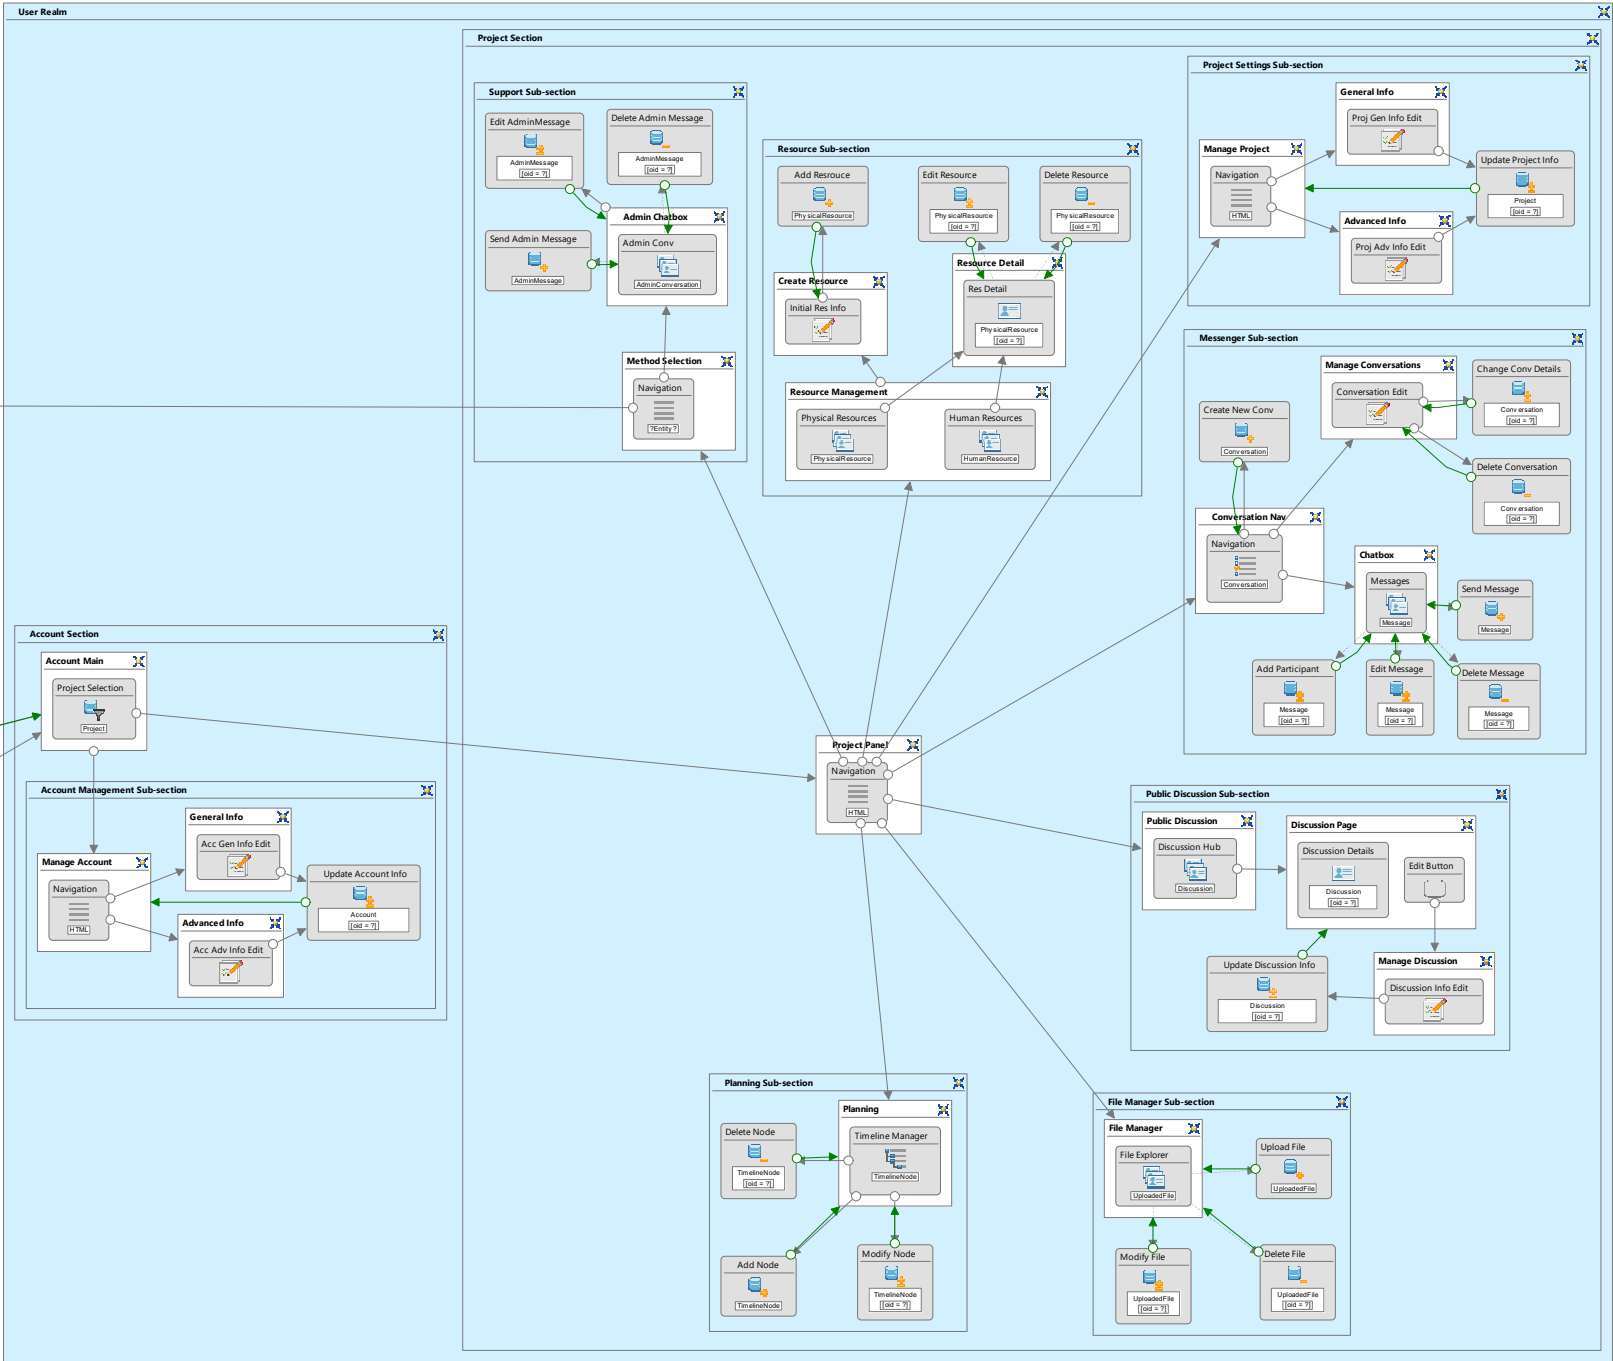 User Realm
Project Section
Support Sub-section
Edit AdminMessage
AdminMessage
[oid = ?]
Delete Admin Message
AdminMessage
[oid = ?]
Send Admin Message
AdminMessage
Admin Chatbox
Admin Conv
AdminConversation
Method Selection
Navigation
?Entity?
Resource Sub-section
Add Resrouce
PhysicalResource
Edit Resource
PhysicalResource
[oid = ?]
Delete Resource
PhysicalResource
[oid = ?]
Create Resource
Initial Res Info
Resource Detail
Res Detail
PhysicalResource
[oid = ?]
Resource Management
Physical Resources
PhysicalResource
Human Resources
HumanResource
Project Settings Sub-section
General Info
Proj Gen Info Edit
Manage Project
Navigation
HTML
Update Project Info
Project
[oid = ?]
Advanced Info
Proj Adv Info Edit
Messenger Sub-section
Manage Conversations
Conversation Edit
Change Conv Details
Conversation
[oid = ?]
Create New Conv
Conversation
Delete Conversation
Conversation
[oid = ?]
Conversation Nav
Navigation
Conversation
Chatbox
Messages
Message
Send Message
Message
Add Participant
Message
[oid = ?]
Edit Message
Message
[oid = ?]
Delete Message
Message
[oid = ?]
Account Section
Account Main
Project Selection
Project
Account Management Sub-section
General Info
Acc Gen Info Edit
Manage Account
Navigation
HTML
Update Account Info
Account
[oid = ?]
Advanced Info
Acc Adv Info Edit
Project Panel
Navigation
HTML
Public Discussion Sub-section
Public Discussion
Discussion Hub
Discussion
Discussion Page
Discussion Details
Discussion
[oid = ?]
Edit Button
Update Discussion Info
Discussion
[oid = ?]
Manage Discussion
Discussion Info Edit
Planning Sub-section
Planning
Delete Node
TimelineNode
[oid = ?]
Timeline Manager
TimelineNode
Add Node
TimelineNode
Modify Node
TimelineNode
[oid = ?]
File Manager Sub-section
File Manager
File Explorer
UploadedFile
Upload File
UploadedFile
Modify File
UploadedFile
[oid = ?]
Delete File
UploadedFile
[oid = ?]